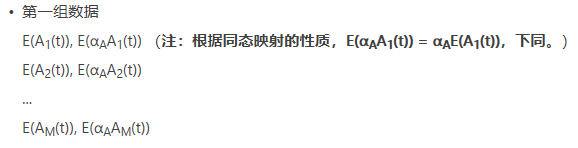 • 第一组数据
E(A₁(t)), E(αₐA₁(t)) （注：根据同态映射的性质，E(αₐA₁(t)) = αₐE(A₁(t))，下同。）
E(A₂(t)), E(αₐA₂(t))
...
E(Aₘ(t)), E(αₐAₘ(t))